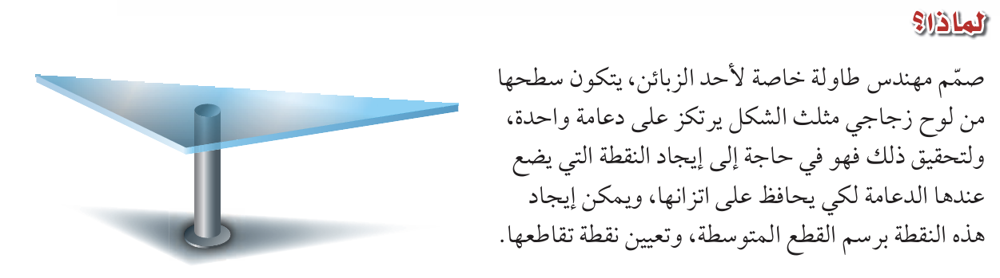 لماذا؟
صمّم مهندس طاولة خاصة لأحد الزبائن، يتكون سطحها
من لوح زجاجي مثلث الشكل يرتكز على دعامة واحدة،
ولتحقيق ذلك فهو في حاجة إلى إيجاد النقطة التي يضع
عندها الدعامة لكي يحافظ على اتزانها، ويمكن إيجاد
هذه النقطة برسم القطع المتوسطة، وتعيين نقطة تقاطعها.